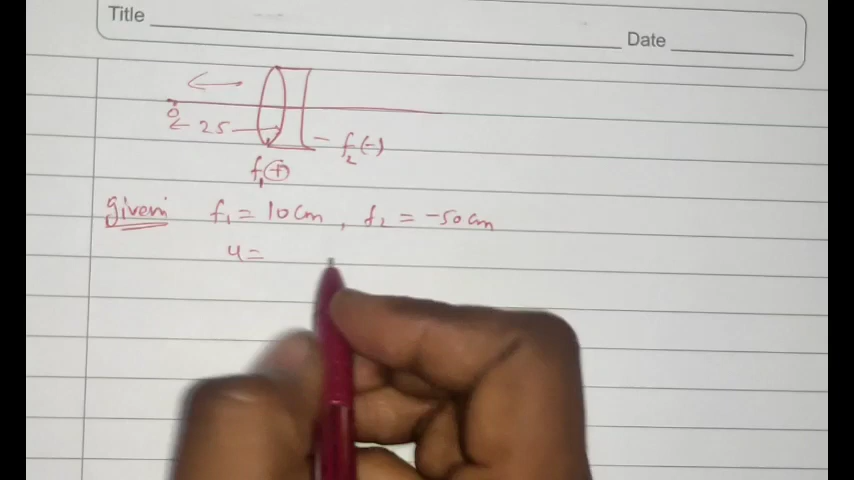 Title
Date
O
25
- f₂(-)
f₁(+)
given: f₁ = 10cm, f₂ = -50cm
u =